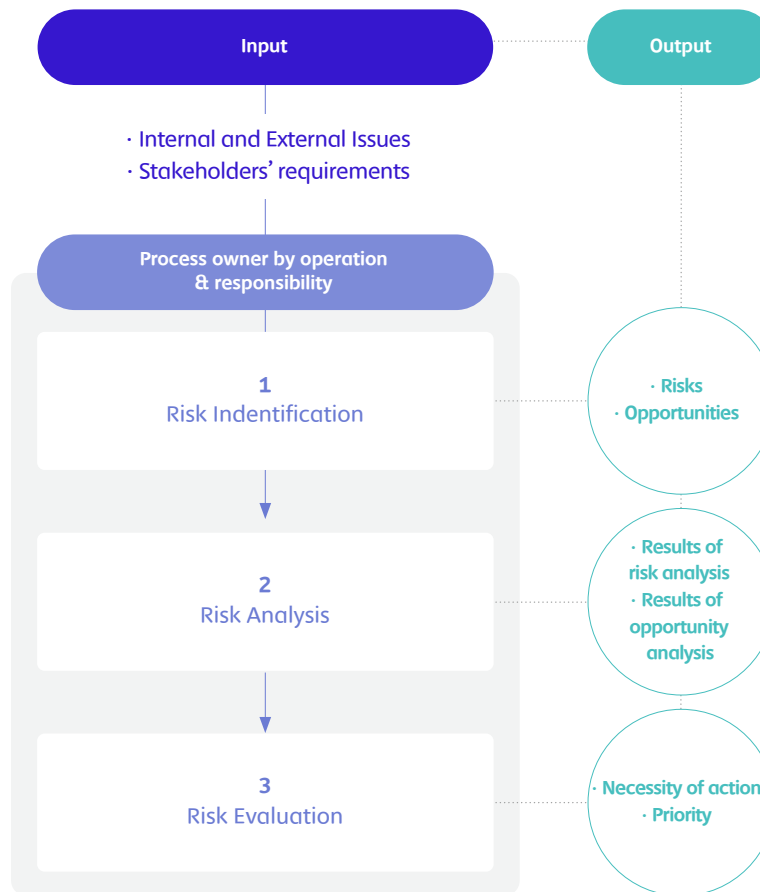 Input
Output
· Internal and External Issues
· Stakeholders’ requirements
Process owner by operation
& responsibility
1
Risk Indentification
· Risks
· Opportunities
2
Risk Analysis
· Results of
risk analysis
· Results of
opportunity
analysis
3
Risk Evaluation
· Necessity of action
· Priority